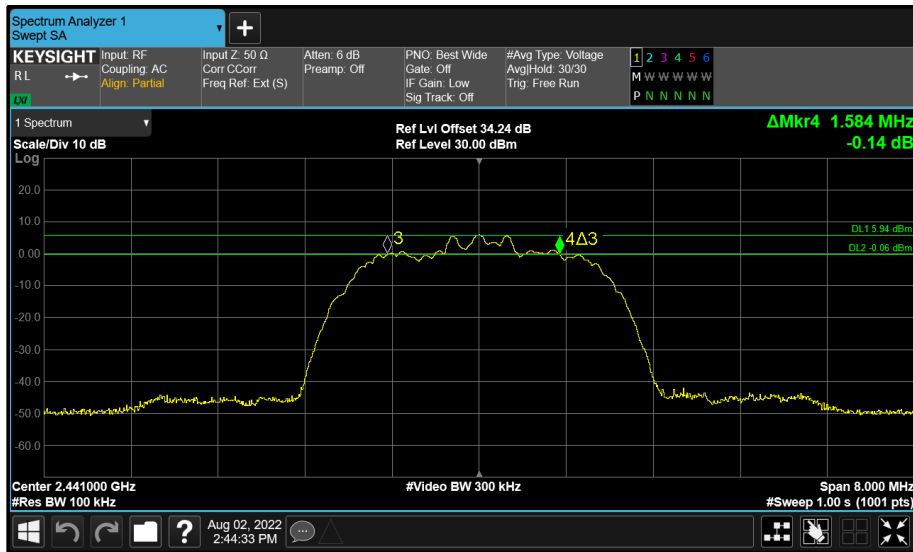 Spectrum Analyzer 1
Swept SA
+
KEYSIGHT
RL
LXI
Input: RF
Coupling: AC
Align: Partial
Input Z: 50 Ω
Corr CCorr
Freq Ref: Ext (S)
Atten: 6 dB
Preamp: Off
PNO: Best Wide
Gate: Off
IF Gain: Low
Sig Track: Off
#Avg Type: Voltage
Avg|Hold: 30/30
Trig: Free Run
1 2 3 4 5 6
M W W W W W
P N N N N N
1 Spectrum
Scale/Div 10 dB
Ref Lvl Offset 34.24 dB
Ref Level 30.00 dBm
ΔMkr4 1.584 MHz
-0.14 dB
Log
20.0
10.0
3
4Δ3
DL1 5.94 dBm
DL2 -0.06 dBm
0.00
-10.0
-20.0
-30.0
-40.0
-50.0
-60.0
Center 2.441000 GHz
#Video BW 300 kHz
Span 8.000 MHz
#Res BW 100 kHz
#Sweep 1.00 s (1001 pts)
?
Aug 02, 2022
2:44:33 PM